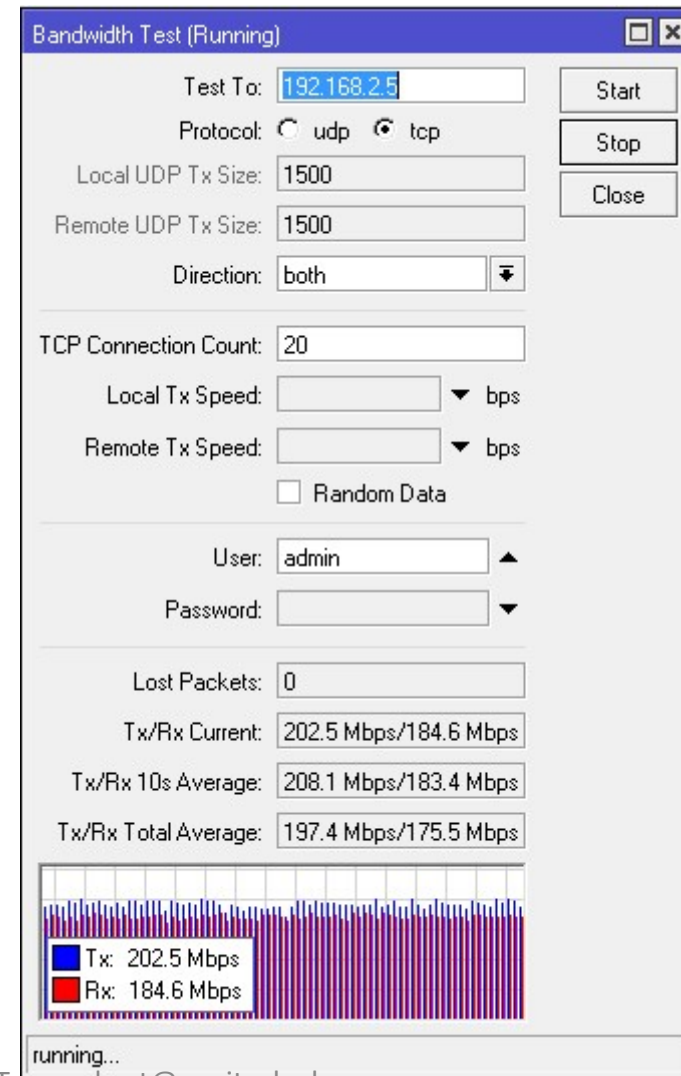 Bandwidth Test (Running)
Test To: 192.168.2.5
Start
Protocol: udp tcp
Stop
Local UDP Tx Size: 1500
Close
Remote UDP Tx Size: 1500
Direction: both
TCP Connection Count: 20
Local Tx Speed: bps
Remote Tx Speed: bps
Random Data
User: admin
Password:
Lost Packets: 0
Tx/Rx Current: 202.5 Mbps/184.6 Mbps
Tx/Rx 10s Average: 208.1 Mbps/183.4 Mbps
Tx/Rx Total Average: 197.4 Mbps/175.5 Mbps
Tx: 202.5 Mbps
Rx: 184.6 Mbps
running...